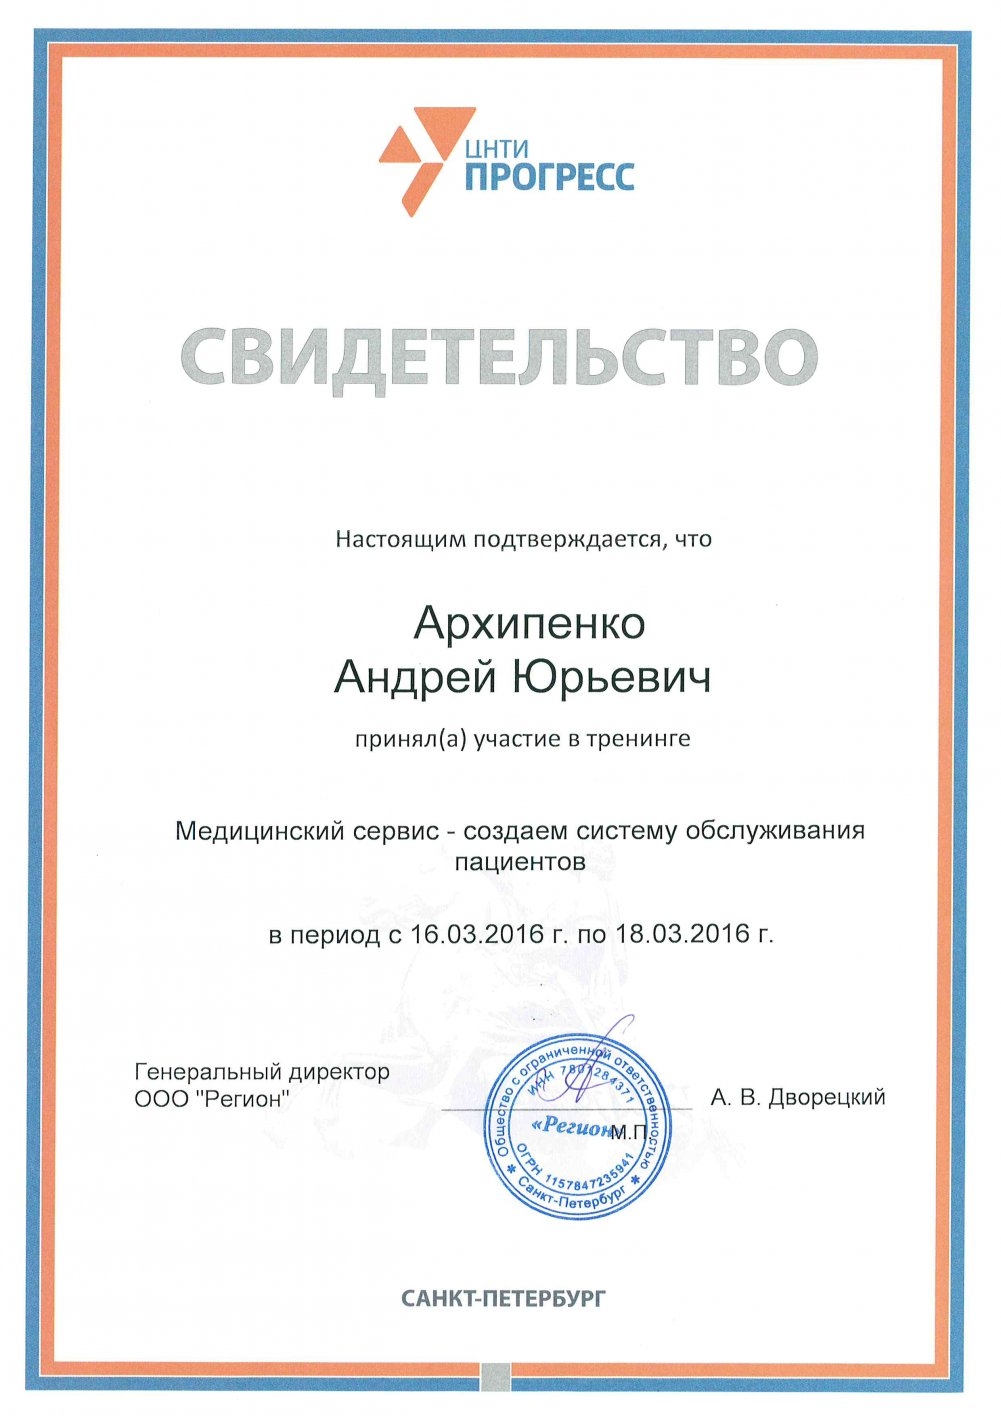 ЦНТИ
ПРОГРЕСС
СВИДЕТЕЛЬСТВО
Настоящим подтверждается, что
Архипенко
Андрей Юрьевич
принял(а) участие в тренинге
Медицинский сервис - создаем систему обслуживания
пациентов
в период с 16.03.2016 г. по 18.03.2016 г.
Генеральный директор
ООО "Регион"
А. В. Дворецкий
М.П
Общество с ограниченной ответственностью
ИНН 7801284371
«Регион»
ОГРН 1157847235941
* Санкт-Петербург *
САНКТ-ПЕТЕРБУРГ